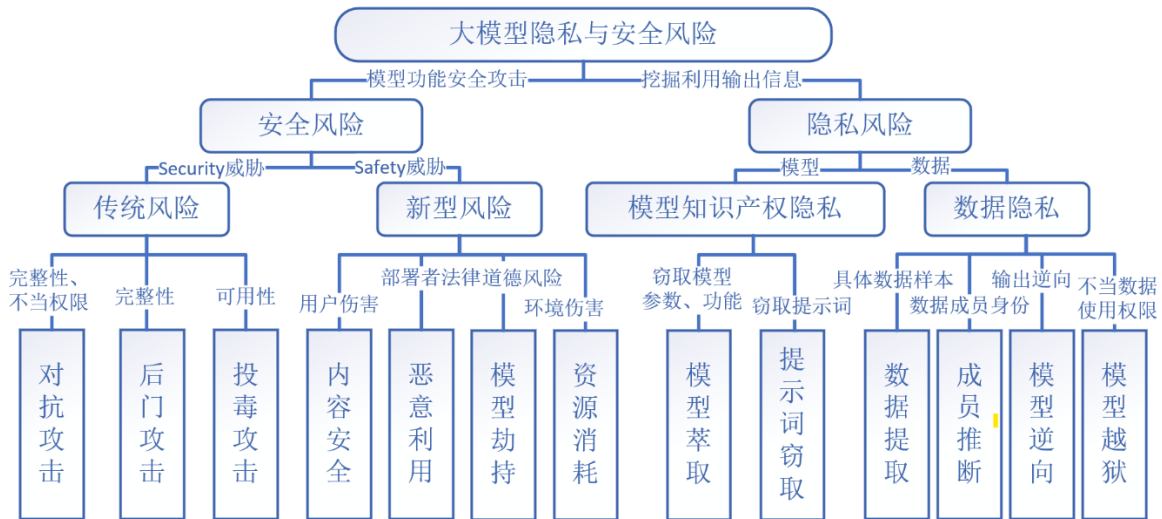 大模型隐私与安全风险
模型功能安全攻击
挖掘利用输出信息
安全风险
隐私风险
Security威胁
Safety威胁
模型
数据
传统风险
新型风险
模型知识产权隐私
数据隐私
完整性、
不当权限
完整性
可用性
用户伤害
部署者法律道德风险
环境伤害
窃取模型
参数、功能
窃取提示词
具体数据样本
数据成员身份
输出逆向
不当数据
使用权限
对抗攻击
后门攻击
投毒攻击
内容安全
恶意利用
模型劫持
资源消耗
模型萃取
提示词窃取
数据提取
成员推断
模型逆向
模型越狱